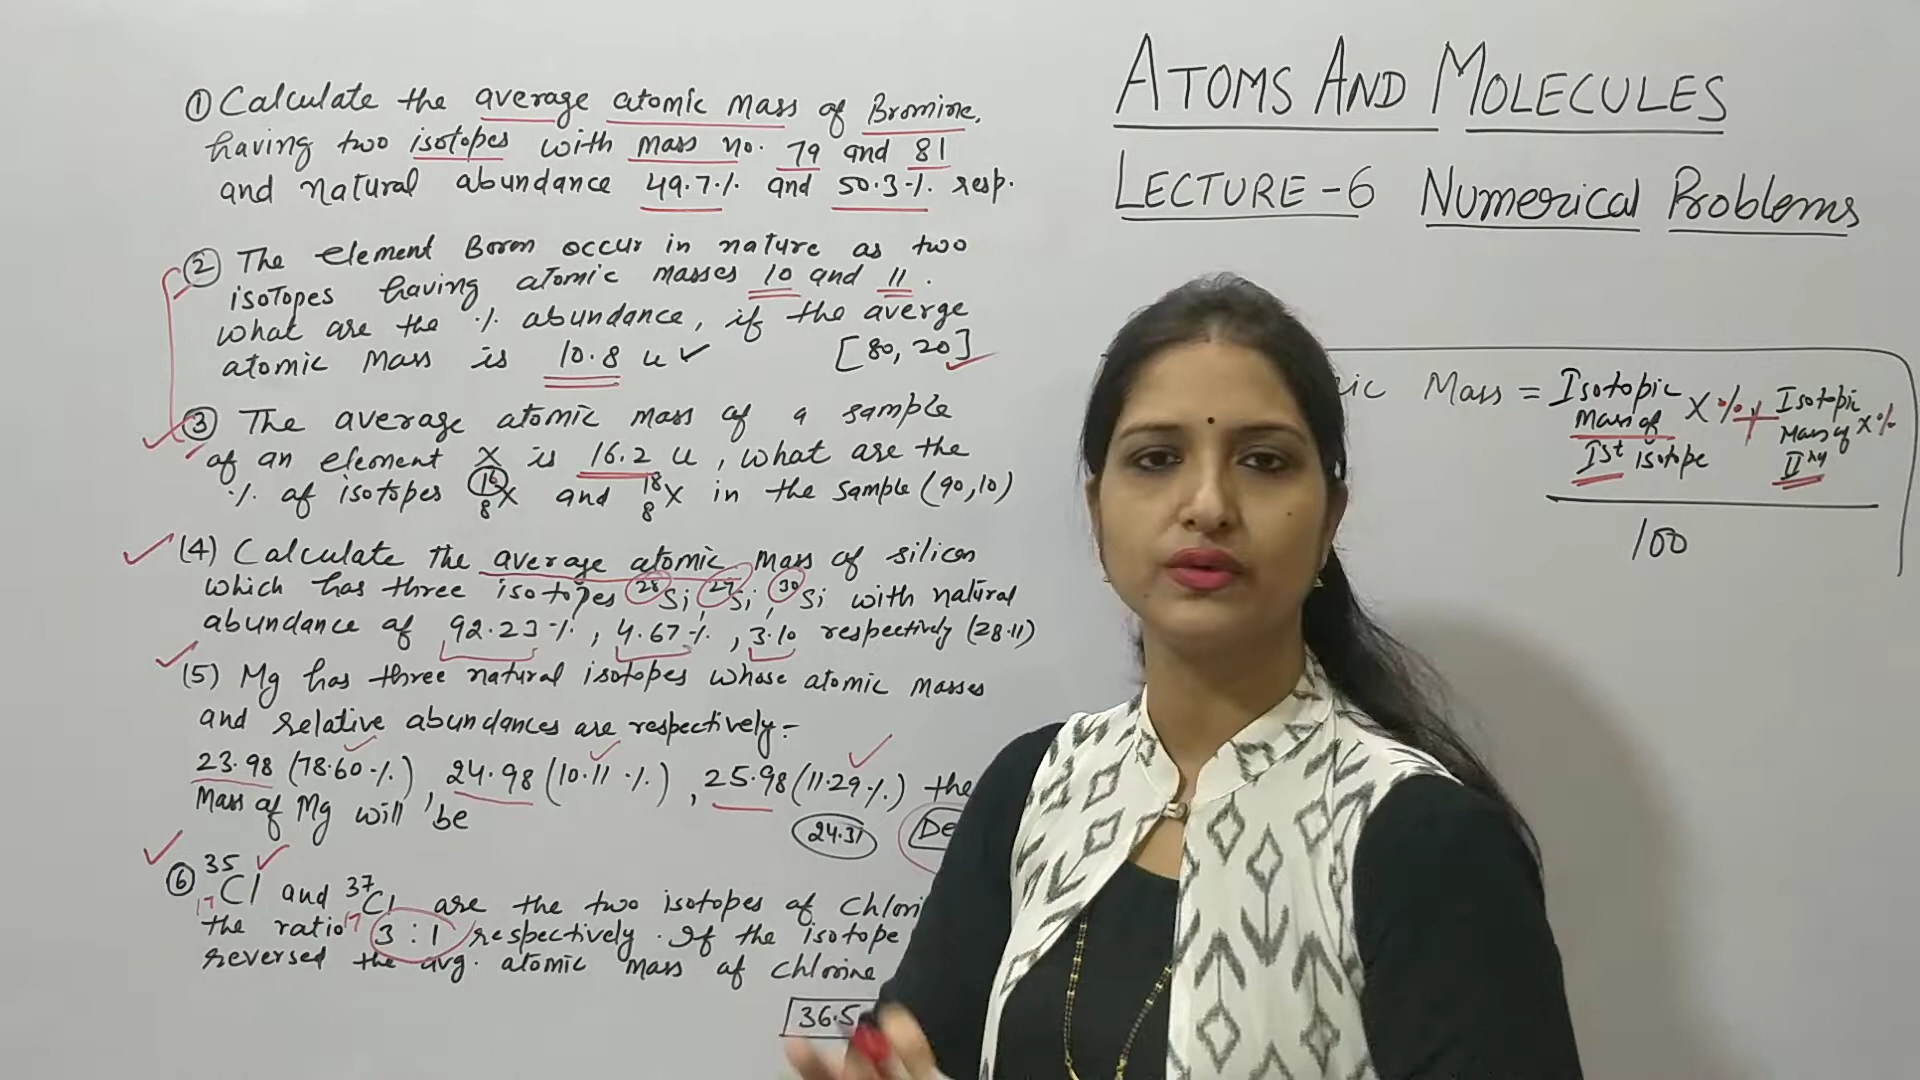 ① Calculate the average atomic mass of Bromine,
having two isotopes with mass no. 79 and 81
and natural abundance 49.7% and 50.3% resp.
② The element Boron occur in nature as two
isotopes having atomic masses 10 and 11.
what are the % abundance, if the averge
atomic Mass is 10.8 u ✓ [80, 20]
③ The average atomic mass of a sample
of an element X is 16.2 u, what are the
% of isotopes ¹⁶₈X and ¹⁸₈X in the sample (90,10)
(4) Calculate the average atomic Mass of silicon
which has three isotopes ²⁸Si, ²⁹Si, ³⁰Si with natural
abundance of 92.23%, 4.67%, 3.10 respectively (28.11)
(5) Mg has three natural isotopes whose atomic masses
and relative abundances are respectively:-
23.98 (78.60%), 24.98 (10.11%), 25.98 (11.29%) the
Mass of Mg will be
24.31
⑥ ³⁵₁₇Cl and ³⁷₁₇Cl are the two isotopes of
the ratio 3 : 1 respectively. If the isotope
reversed the avg. atomic mass of chlorine
36.5
ATOMS AND MOLECULES
LECTURE-6 Numerical Problems
Mass = Isotopic Mass of Ist isotope X % + Isotopic Mass of IInd X %
100